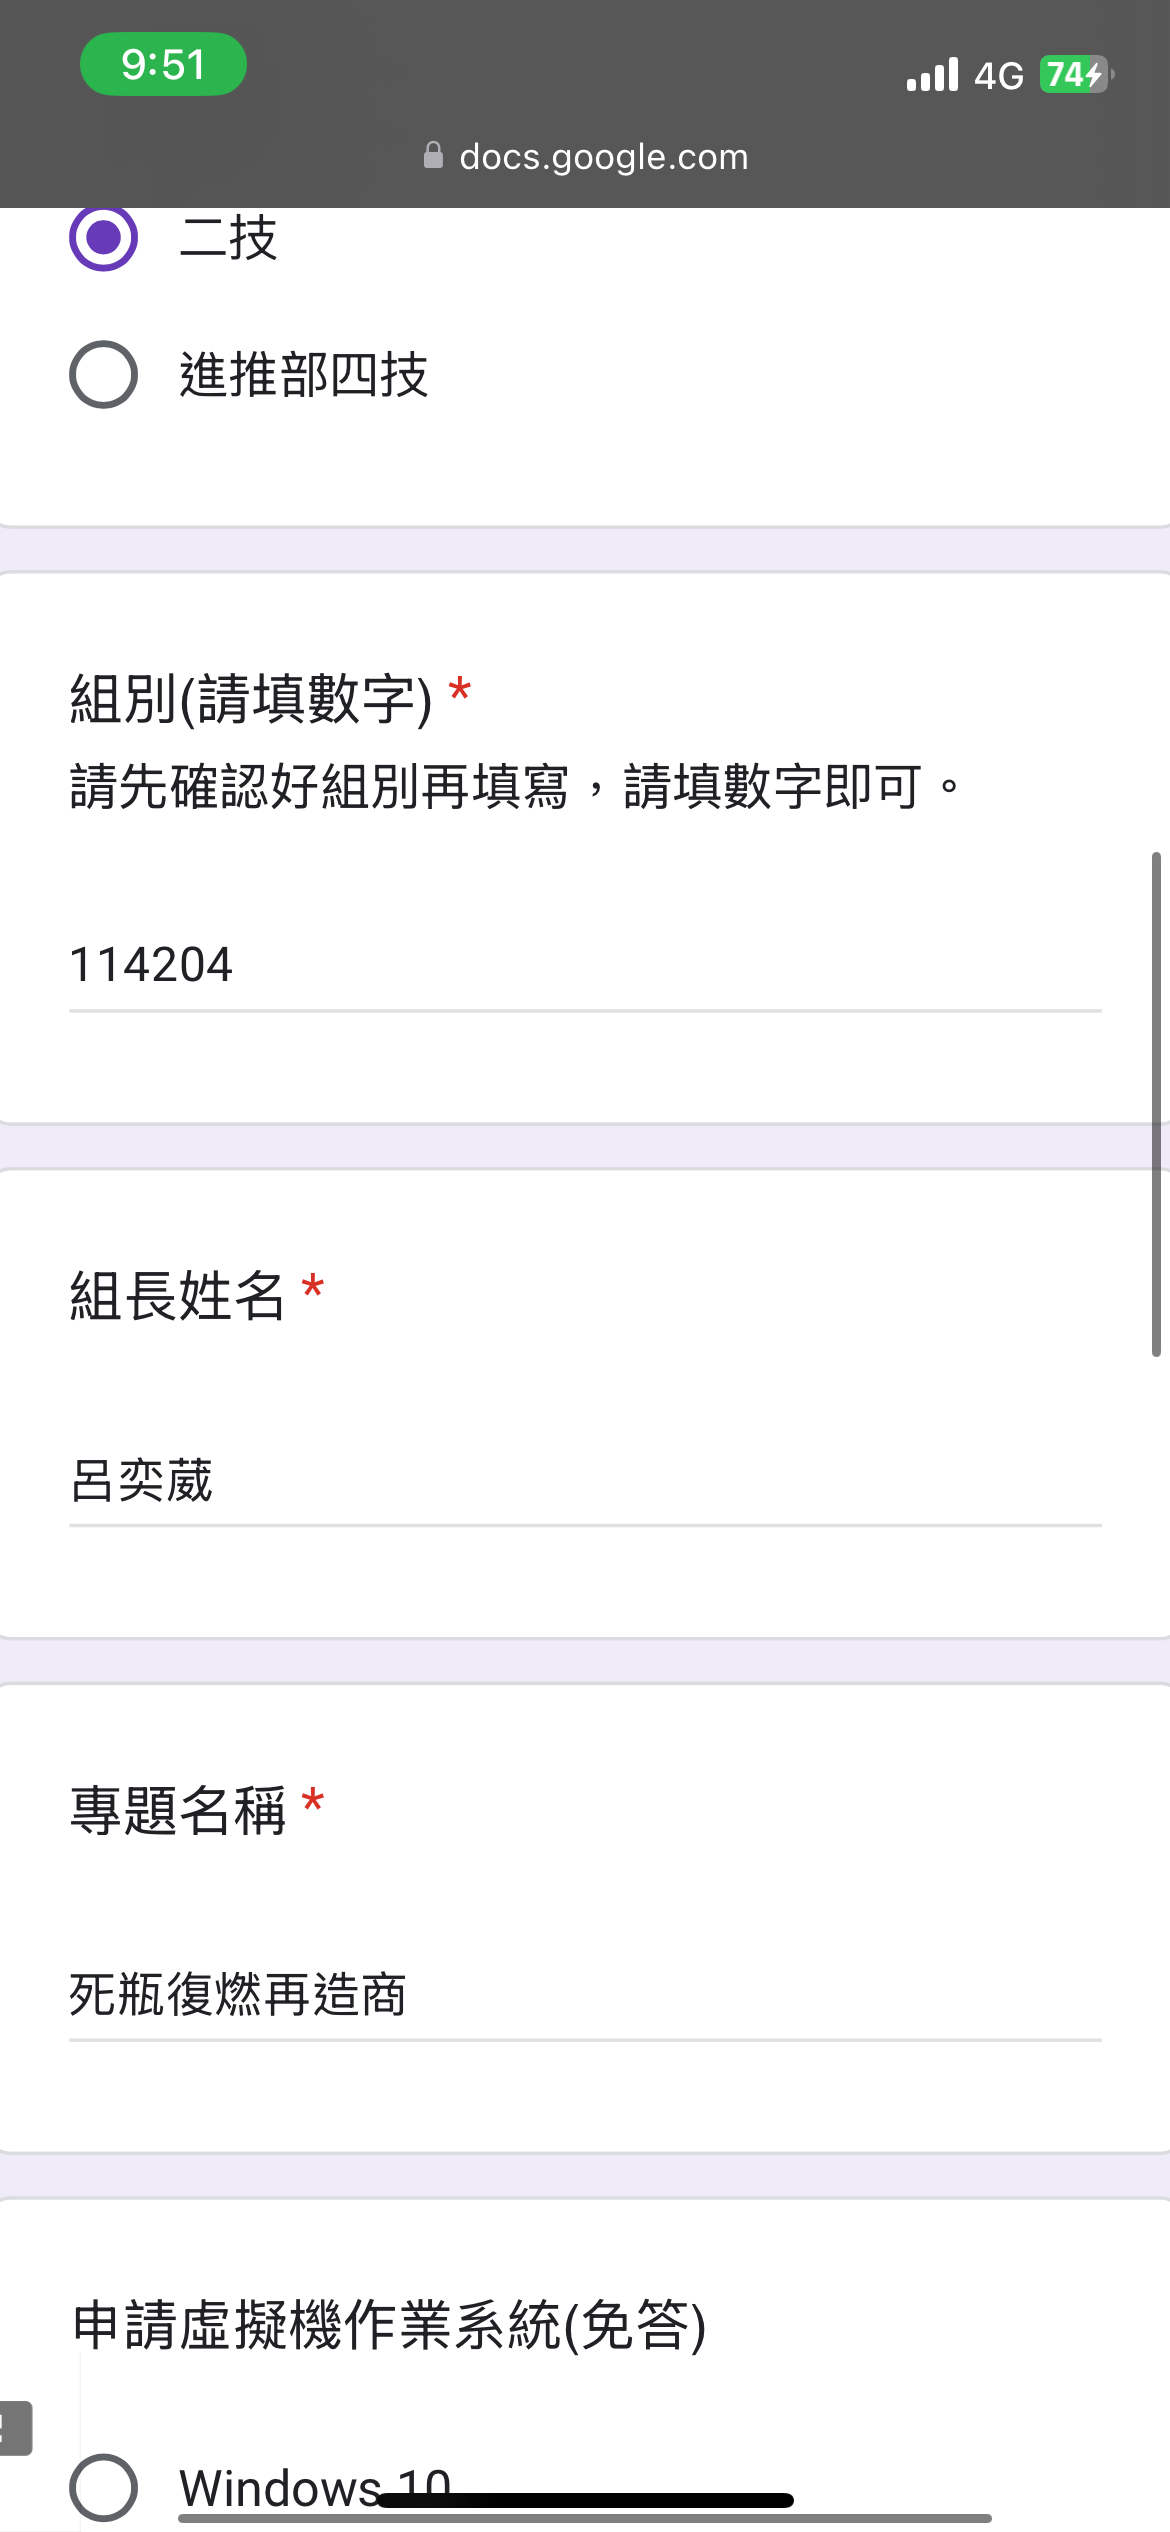 9:51
4G
74
docs.google.com
二技
進推部四技
組別(請填數字) *
請先確認好組別再填寫，請填數字即可。
114204
組長姓名 *
呂奕葳
專題名稱 *
死瓶復燃再造商
申請虛擬機作業系統(免答)
Windows 10